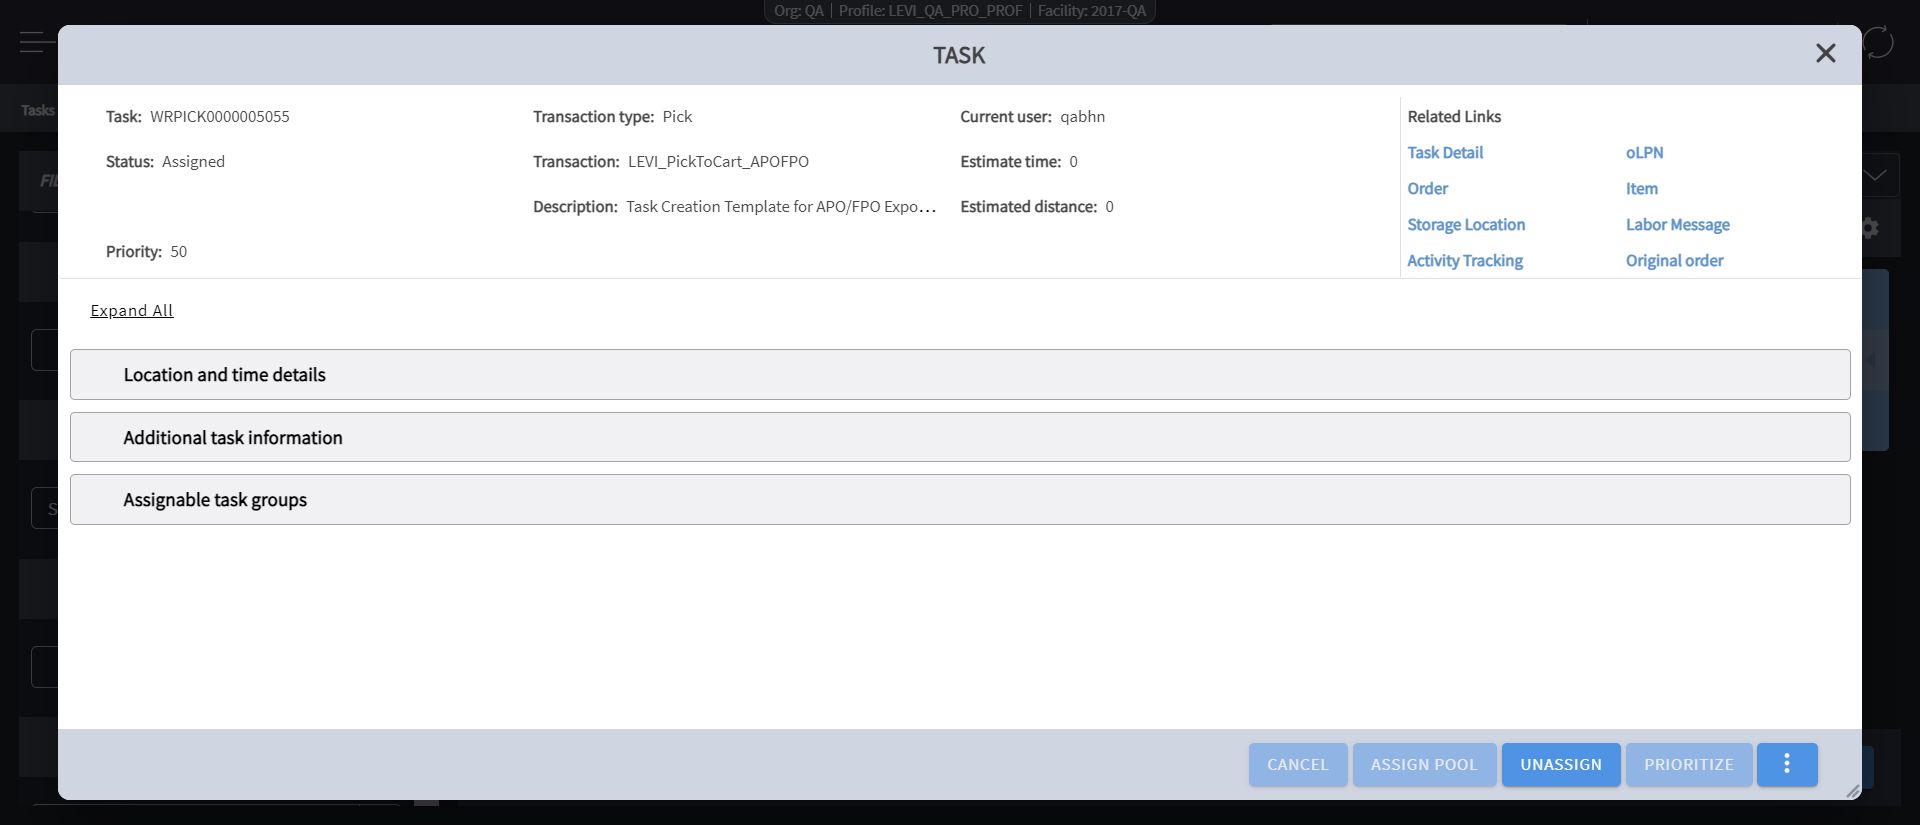 Org: QA | Profile: LEVI_QA_PRO_PROF | Facility: 2017-QA
TASK
Tasks
Task: WRPICK0000005055
Transaction type: Pick
Current user: qabhn
Related Links
Status: Assigned
Transaction: LEVI_PickToCart_APOFPO
Estimate time: 0
Task Detail
oLPN
Order
Item
Description: Task Creation Template for APO/FPO Expo...
Estimated distance: 0
Storage Location
Labor Message
Priority: 50
Activity Tracking
Original order
Expand All
Location and time details
Additional task information
Assignable task groups
CANCEL
ASSIGN POOL
UNASSIGN
PRIORITIZE